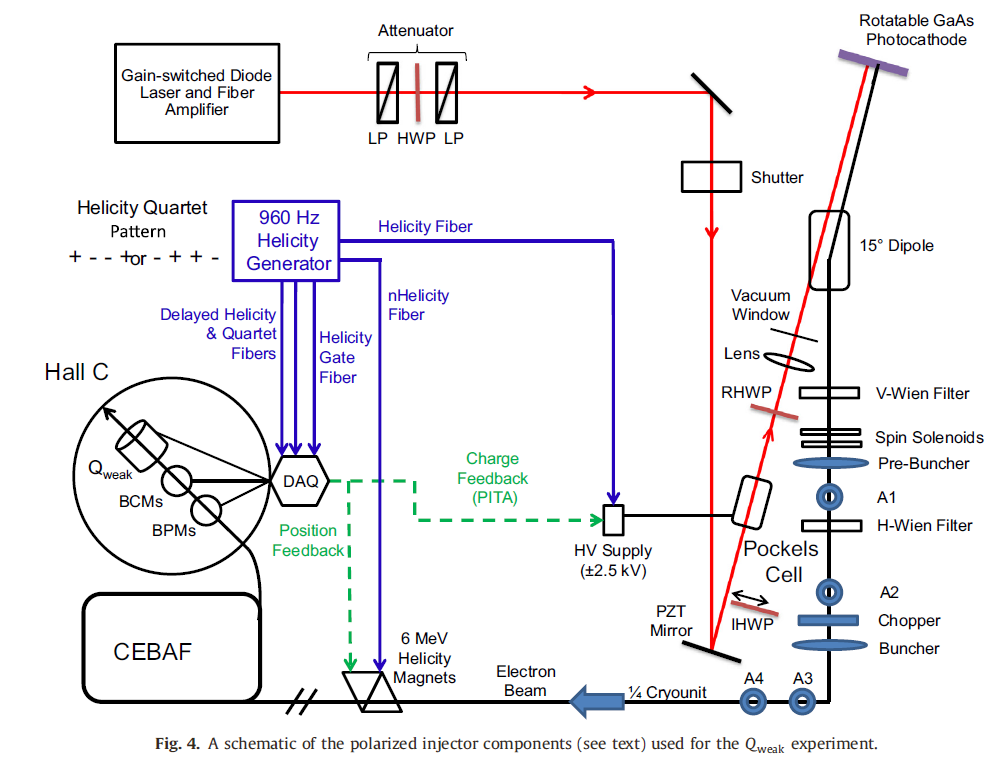 Rotatable GaAs
Photocathode
Attenuator
Gain-switched Diode
Laser and Fiber
Amplifier
LP HWP LP
Shutter
Helicity Quartet
Pattern
+ - - +or - + + -
960 Hz
Helicity
Generator
Helicity Fiber
15° Dipole
nHelicity
Fiber
Delayed Helicity
& Quartet
Fibers
Helicity
Gate
Fiber
Vacuum
Window
Lens
RHWP
V-Wien Filter
Spin Solenoids
Pre-Buncher
A1
H-Wien Filter
Hall C
Qweak
BCMs
BPMs
DAQ
Charge
Feedback
(PITA)
Position
Feedback
HV Supply
(±2.5 kV)
Pockels
Cell
A2
Chopper
Buncher
PZT
Mirror
IHWP
CEBAF
6 MeV
Helicity
Magnets
Electron
Beam
¼ Cryounit
A4 A3
Fig. 4. A schematic of the polarized injector components (see text) used for the Qweak experiment.